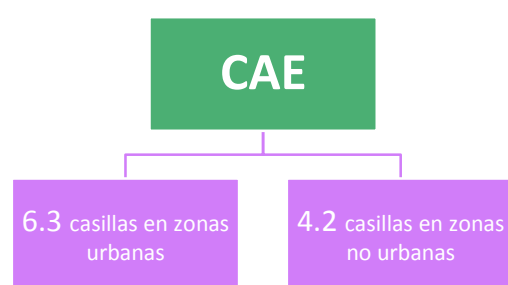 CAE
6.3 casillas en zonas
urbanas
4.2 casillas en zonas
no urbanas